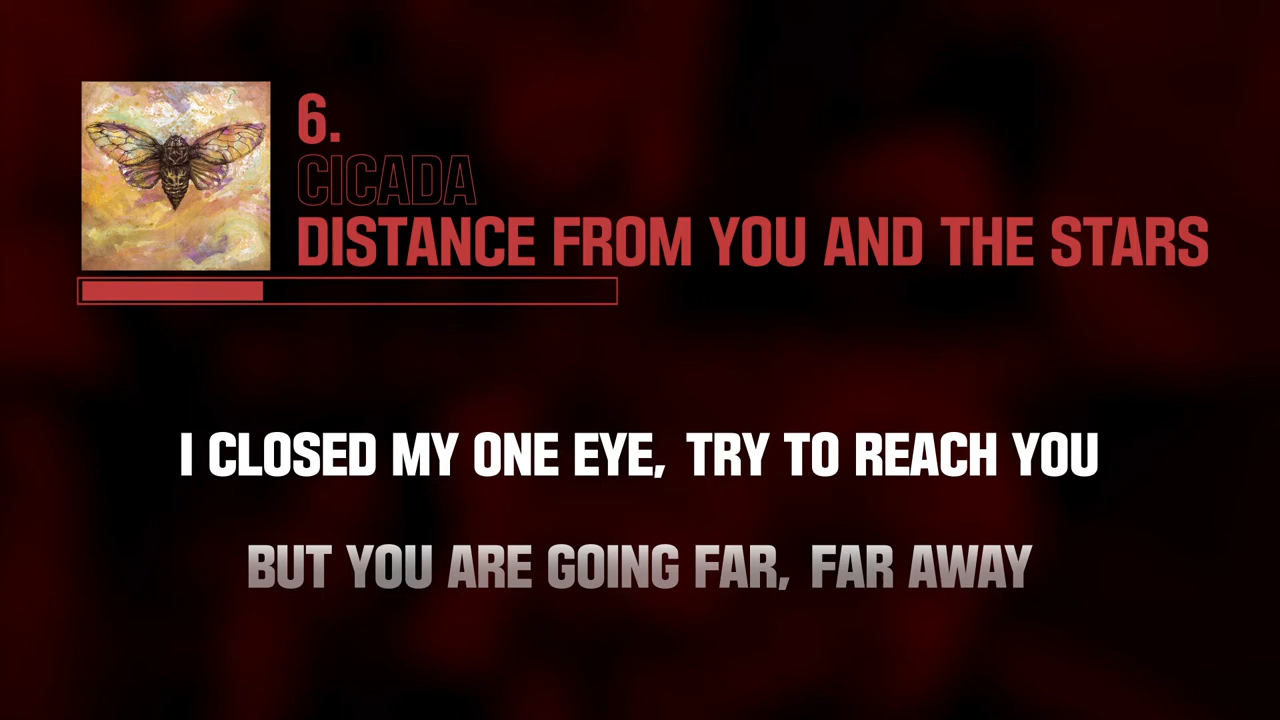 6.
CICADA
DISTANCE FROM YOU AND THE STARS
I CLOSED MY ONE EYE, TRY TO REACH YOU
BUT YOU ARE GOING FAR, FAR AWAY